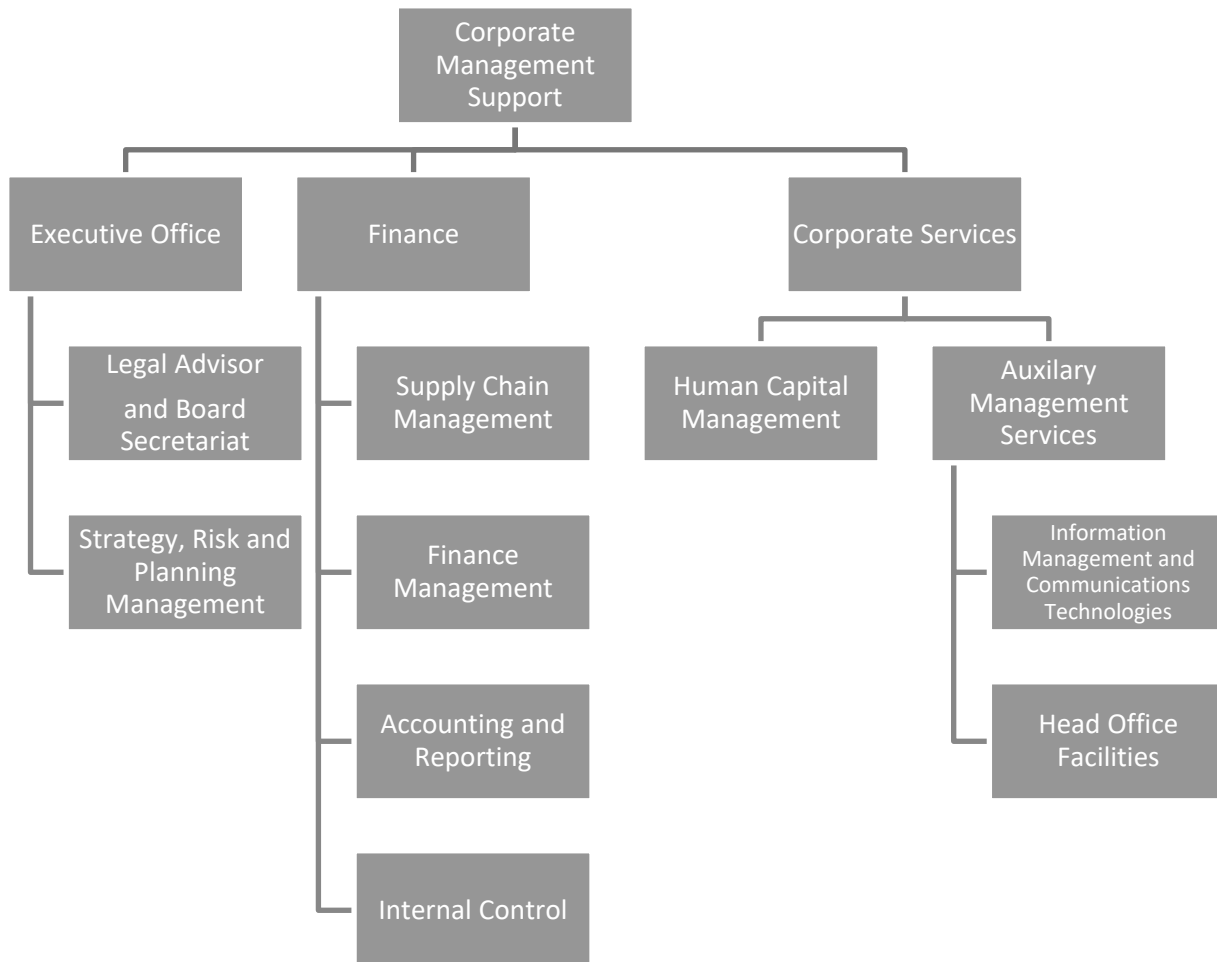 Corporate
Management
Support
Executive Office
Finance
Corporate Services
Legal Advisor
and Board
Secretariat
Supply Chain
Management
Human Capital
Management
Auxilary
Management
Services
Strategy, Risk and
Planning
Management
Finance
Management
Information
Management and
Communications
Technologies
Accounting and
Reporting
Head Office
Facilities
Internal Control